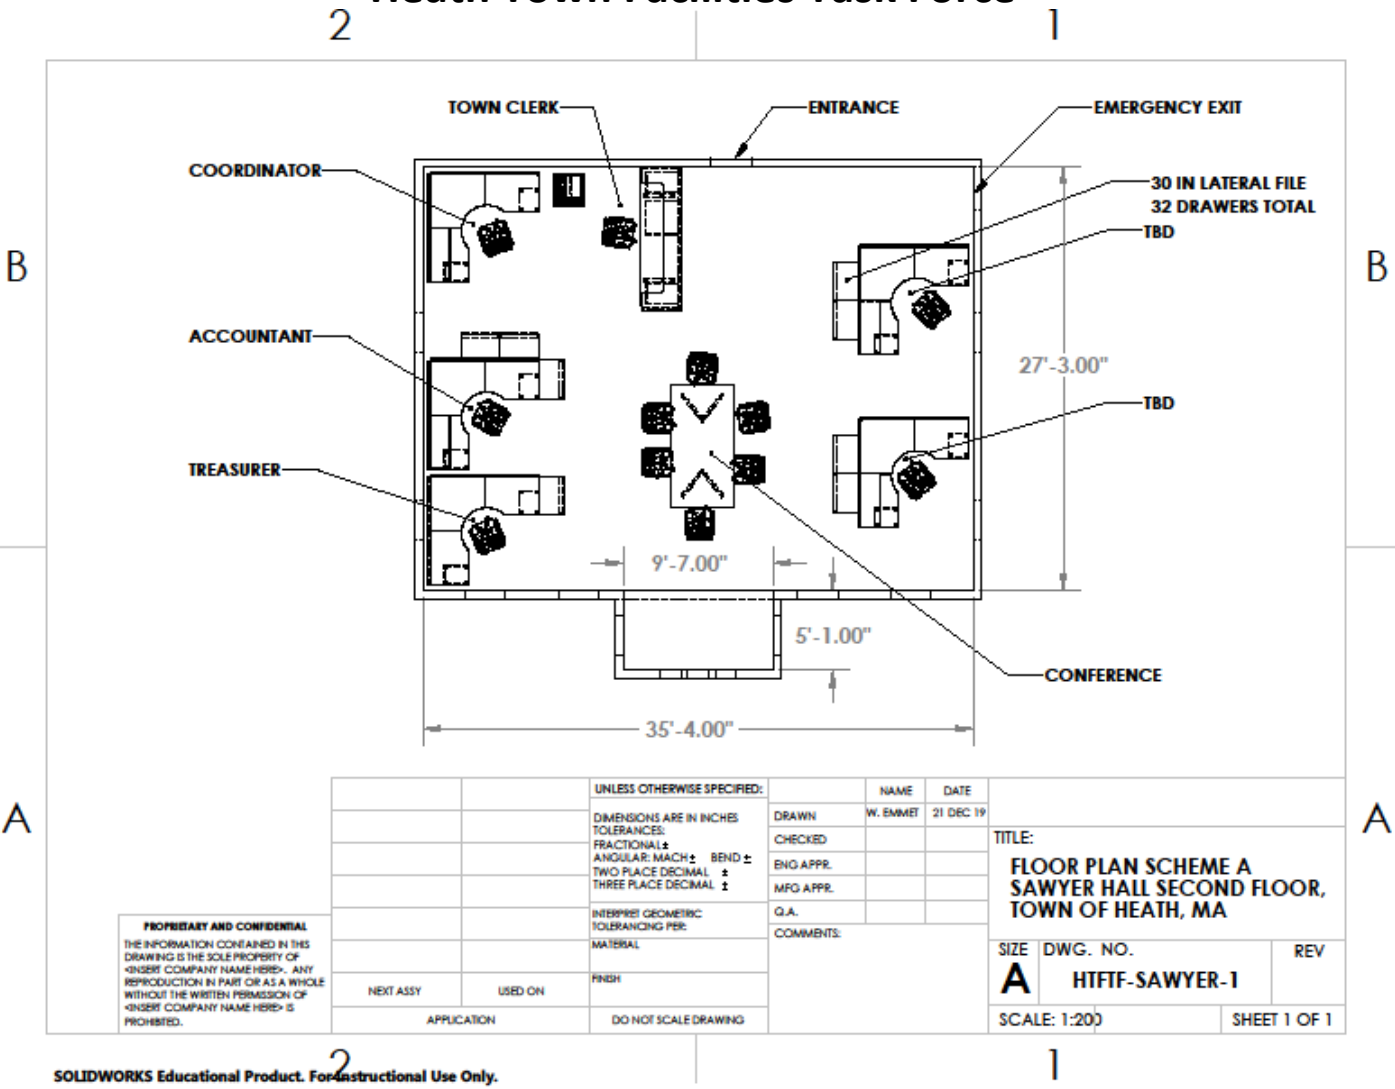 Heath Town Facilities Task Force
2 1
TOWN CLERK
ENTRANCE
EMERGENCY EXIT
COORDINATOR
30 IN LATERAL FILE
32 DRAWERS TOTAL
TBD
B B
ACCOUNTANT
27'-3.00"
TBD
TREASURER
9'-7.00"
5'-1.00"
CONFERENCE
35'-4.00"
A A
UNLESS OTHERWISE SPECIFIED:
DIMENSIONS ARE IN INCHES
TOLERANCES:
FRACTIONAL±
ANGULAR: MACH± BEND ±
TWO PLACE DECIMAL ±
THREE PLACE DECIMAL ±
INTERPRET GEOMETRIC
TOLERANCING PER:
MATERIAL
FINISH
DO NOT SCALE DRAWING
NAME DATE
DRAWN W. EMMET 21 DEC 19
CHECKED
ENG APPR.
MFG APPR.
Q.A.
COMMENTS:
TITLE:
FLOOR PLAN SCHEME A
SAWYER HALL SECOND FLOOR,
TOWN OF HEATH, MA
SIZE DWG. NO. REV
A HTFTF-SAWYER-1
SCALE: 1:200 SHEET 1 OF 1
PROPRIETARY AND CONFIDENTIAL
THE INFORMATION CONTAINED IN THIS
DRAWING IS THE SOLE PROPERTY OF
<INSERT COMPANY NAME HERE>. ANY
REPRODUCTION IN PART OR AS A WHOLE
WITHOUT THE WRITTEN PERMISSION OF
<INSERT COMPANY NAME HERE> IS
PROHIBITED.
NEXT ASSY USED ON
APPLICATION
2 1
SOLIDWORKS Educational Product. For Instructional Use Only.